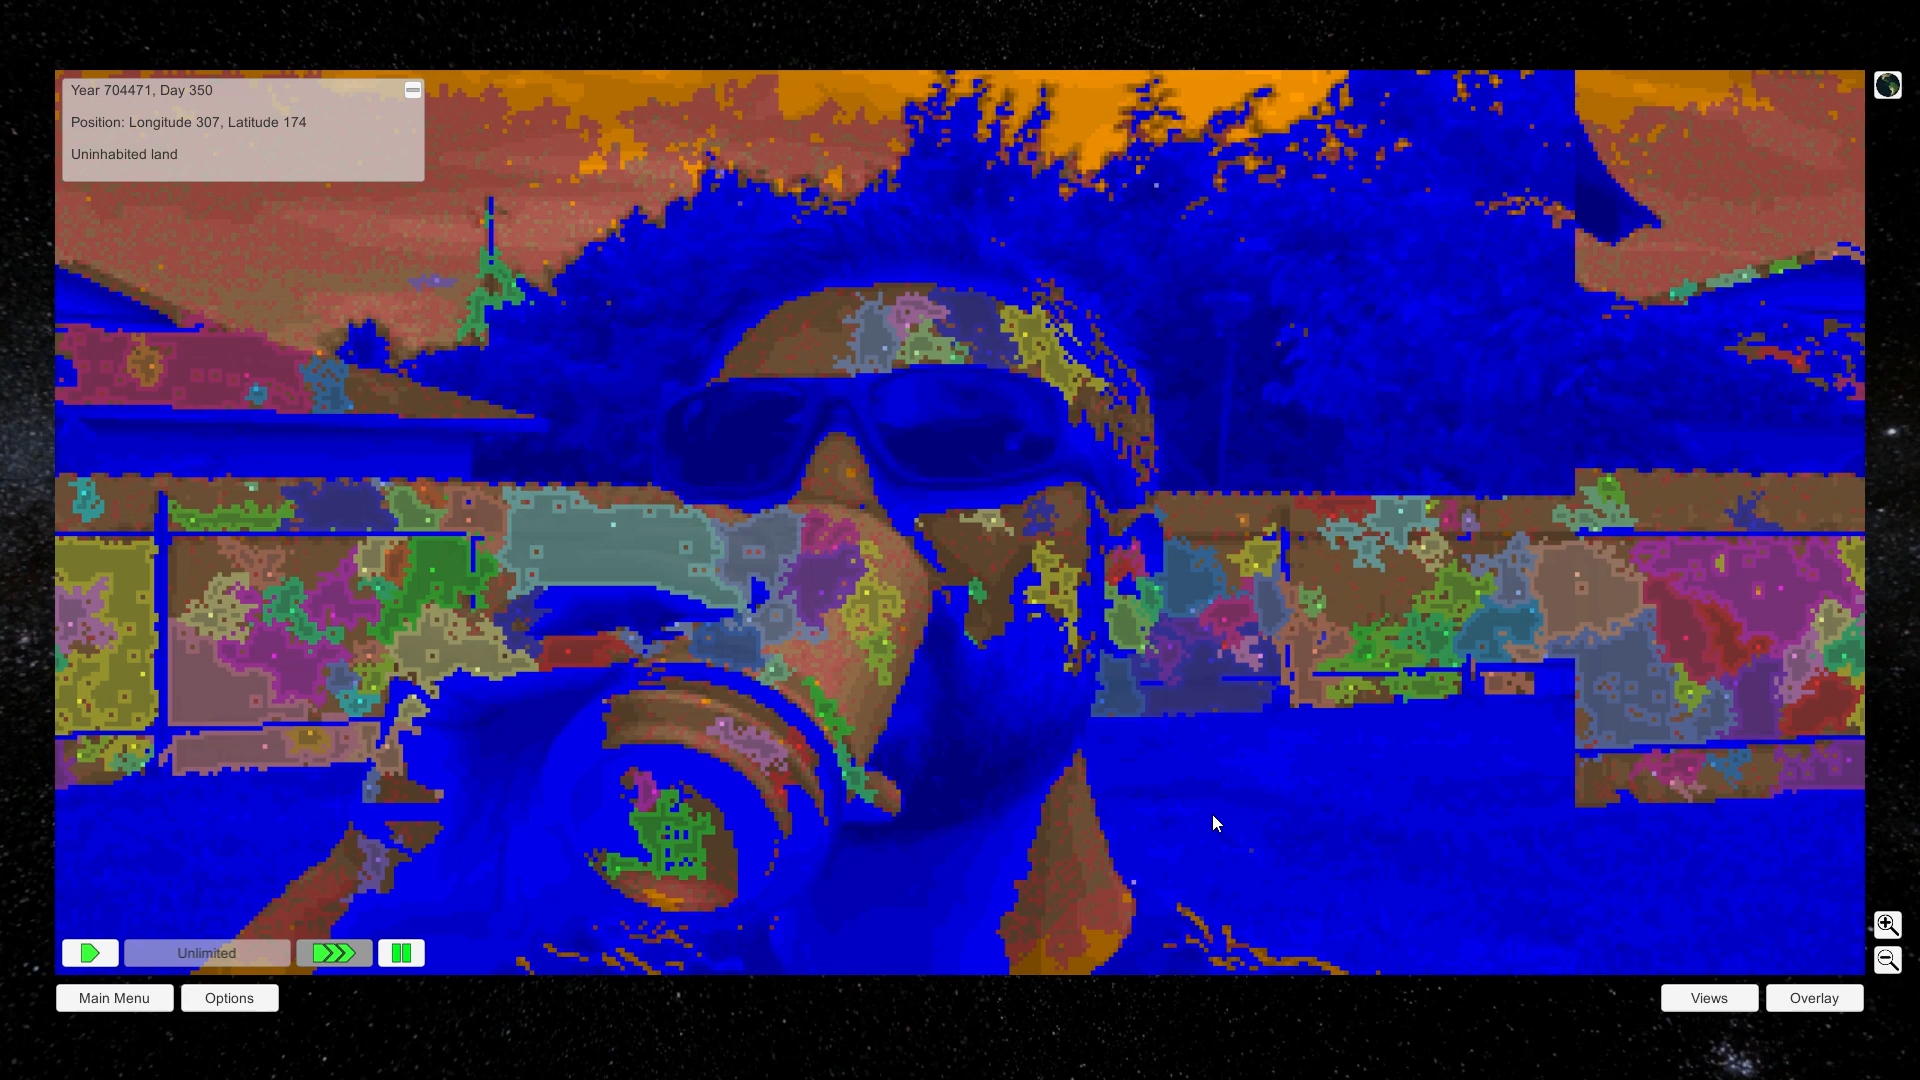 Year 704471, Day 350
Position: Longitude 307, Latitude 174
Uninhabited land
Unlimited
Main Menu
Options
Views
Overlay